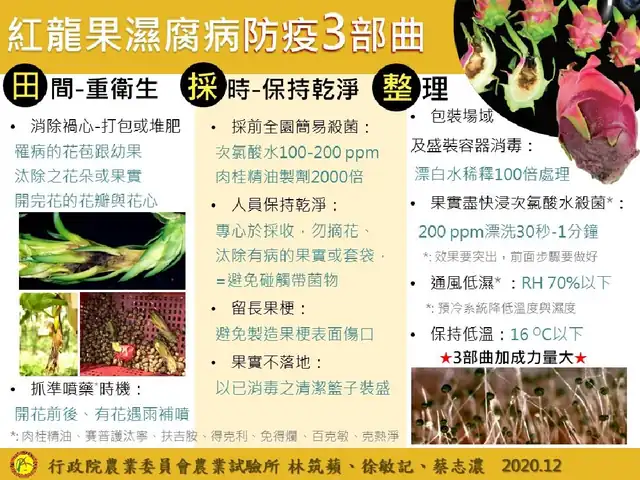 紅龍果濕腐病防疫3部曲
田間-重衛生
• 消除禍心-打包或堆肥
罹病的花苞跟幼果
汰除之花朵或果實
開完花的花瓣與花心
• 抓準噴藥*時機：
開花前後、有花遇雨補噴
採時-保持乾淨
• 採前全園簡易殺菌：
次氯酸水100-200 ppm
肉桂精油製劑2000倍
• 人員保持乾淨：
專心於採收，勿摘花、
汰除有病的果實或套袋，
=避免碰觸帶菌物
• 留長果梗：
避免製造果梗表面傷口
• 果實不落地：
以已消毒之清潔籃子裝盛
整理
• 包裝場域
及盛裝容器消毒：
漂白水稀釋100倍處理
• 果實盡快浸次氯酸水殺菌*：
200 ppm漂洗30秒-1分鐘
*: 效果要突出，前面步驟要做好
• 通風低濕*：RH 70%以下
*: 預冷系統降低溫度與濕度
• 保持低溫：16 ºC以下
★3部曲加成力量大★
*: 肉桂精油、賽普護汰寧、扶吉胺、得克利、免得爛、百克敏、克熱淨
行政院農業委員會農業試驗所 林筑蘋、徐敏記、蔡志濃 2020.12